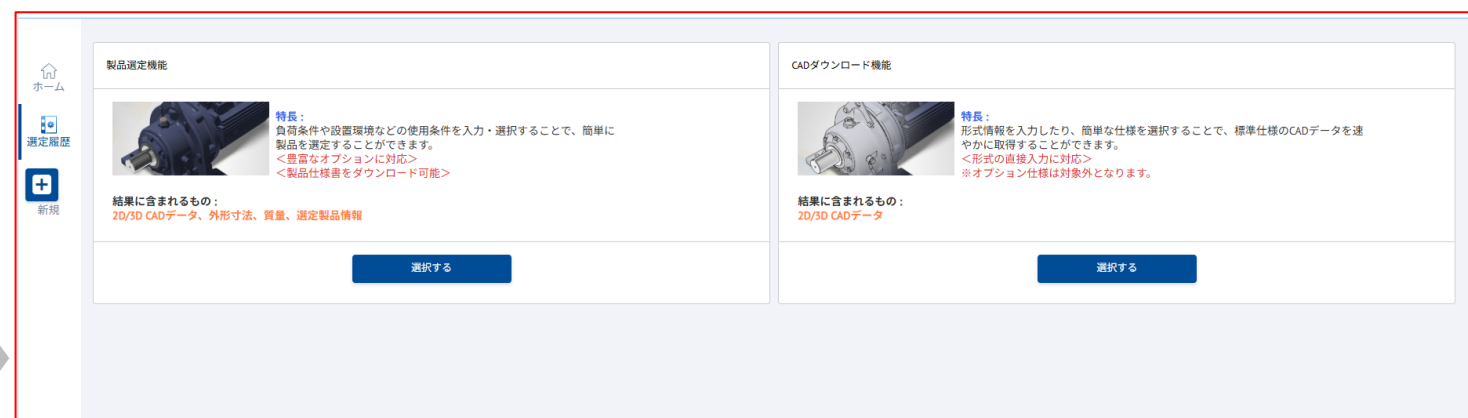 ホーム
選定履歴
新規
製品選定機能
特長 :
負荷条件や設置環境などの使用条件を入力・選択することで、簡単に
製品を選定することができます。
<豊富なオプションに対応>
<製品仕様書をダウンロード可能>
結果に含まれるもの :
2D/3D CADデータ、外形寸法、質量、選定製品情報
選択する
CADダウンロード機能
特長 :
形式情報を入力したり、簡単な仕様を選択することで、標準仕様のCADデータを速
やかに取得することができます。
<形式の直接入力に対応>
※オプション仕様は対象外となります。
結果に含まれるもの :
2D/3D CADデータ
選択する